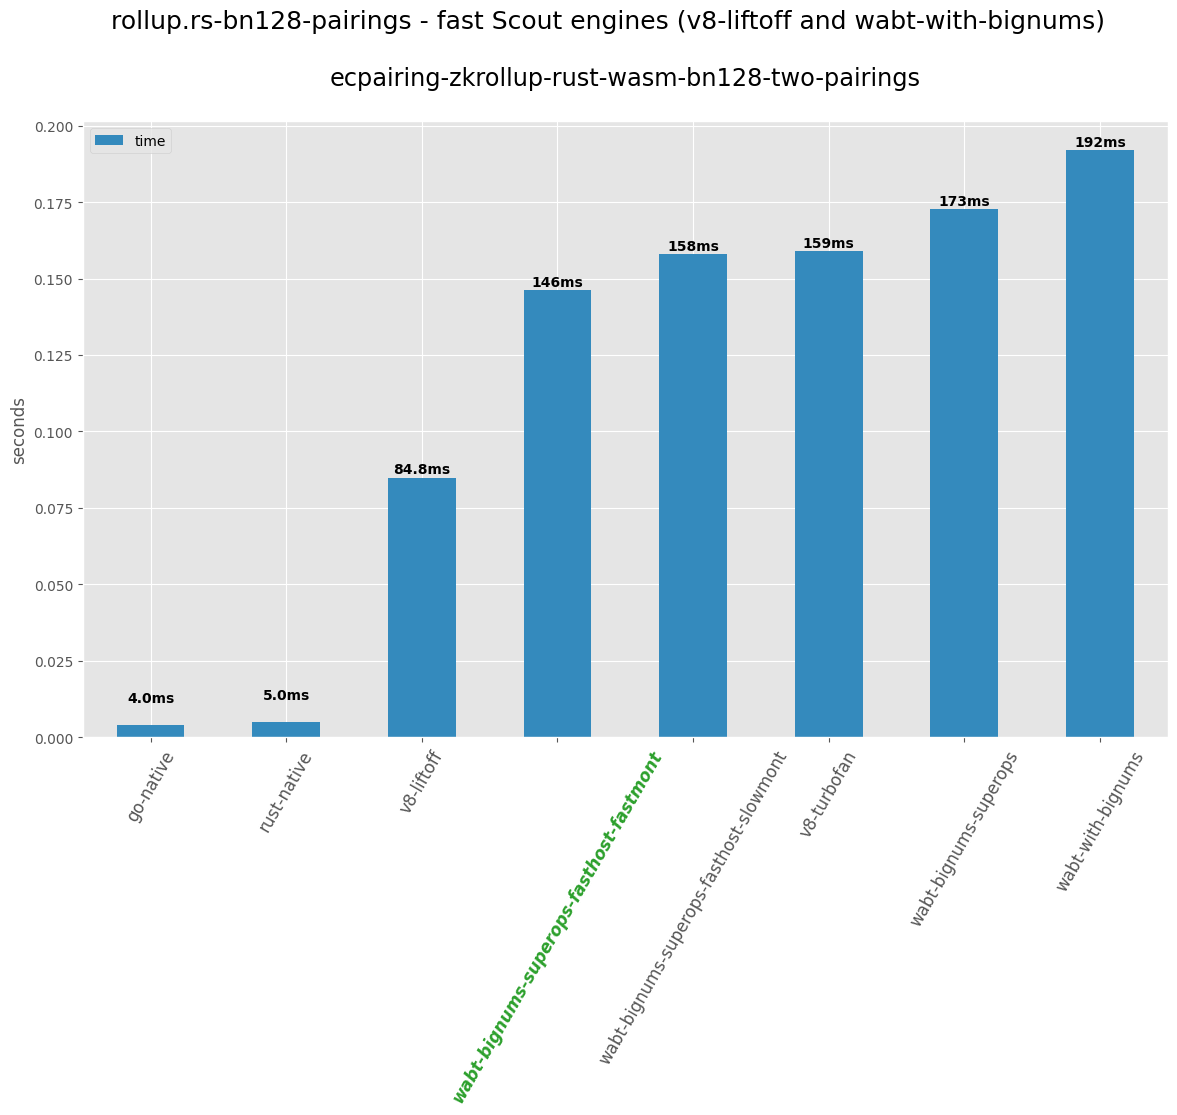 rollup.rs-bn128-pairings - fast Scout engines (v8-liftoff and wabt-with-bignums)
ecpairing-zkrollup-rust-wasm-bn128-two-pairings
time
seconds
0.200
0.175
0.150
0.125
0.100
0.075
0.050
0.025
0.000
4.0ms
5.0ms
84.8ms
146ms
158ms
159ms
173ms
192ms
go-native
rust-native
v8-liftoff
wabt-bignums-superops-fasthost-fastmont
wabt-bignums-superops-fasthost-slowmont
v8-turbofan
wabt-bignums-superops
wabt-with-bignums